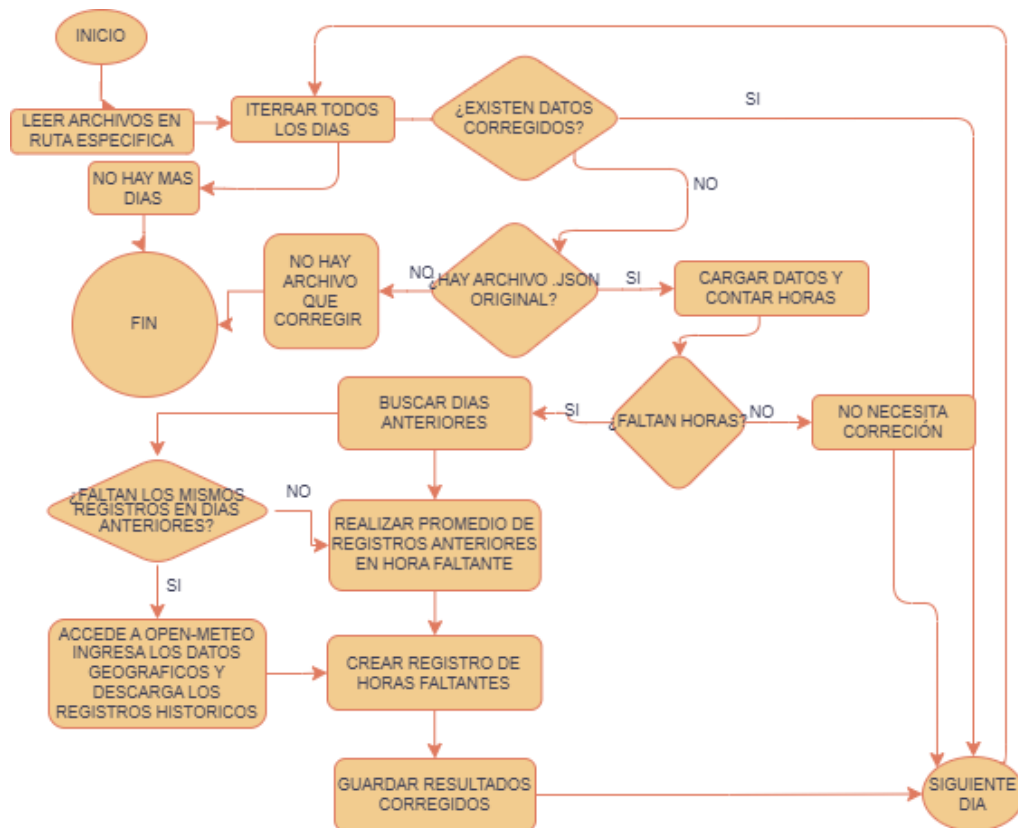 INICIO
LEER ARCHIVOS EN
RUTA ESPECIFICA
ITERRAR TODOS
LOS DIAS
¿EXISTEN DATOS
CORREGIDOS?
SI
NO HAY MAS
DIAS
NO
FIN
NO HAY
ARCHIVO
QUE
CORREGIR
NO
¿HAY ARCHIVO .JSON
ORIGINAL?
SI
CARGAR DATOS Y
CONTAR HORAS
BUSCAR DIAS
ANTERIORES
SI
¿FALTAN HORAS?
NO
NO NECESITA
CORRECIÓN
¿FALTAN LOS MISMOS
REGISTROS EN DIAS
ANTERIORES?
NO
REALIZAR PROMEDIO DE
REGISTROS ANTERIORES
EN HORA FALTANTE
SI
ACCEDE A OPEN-METEO
INGRESA LOS DATOS
GEOGRAFICOS Y
DESCARGA LOS
REGISTROS HISTORICOS
CREAR REGISTRO DE
HORAS FALTANTES
GUARDAR RESULTADOS
CORREGIDOS
SIGUIENTE
DIA